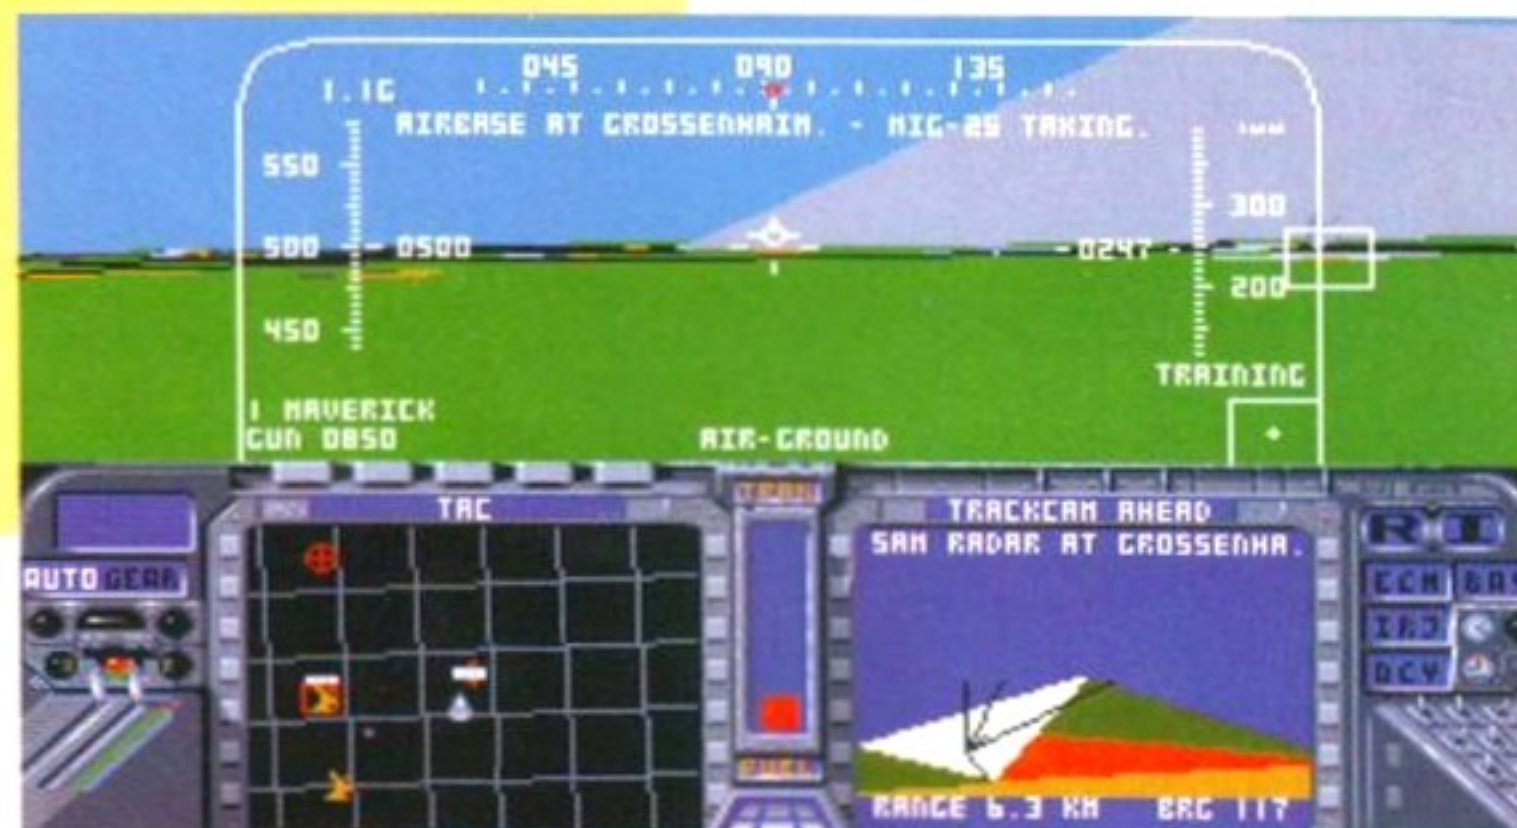 045 090 135
1.1G
AIRBASE AT GROSSENHAIM. - MIG-29 TAKING.
550
300
500 - 0500 -0247-
200
450
TRAINING
1 MAVERICK
GUN 0850 AIR-GROUND
TAC TRACKCAM AHEAD
SAM RADAR AT GROSSENHA.
AUTO GEAR
ECM
IRJ
DCY
FUEL
RANGE 6.3 KM BRG 117